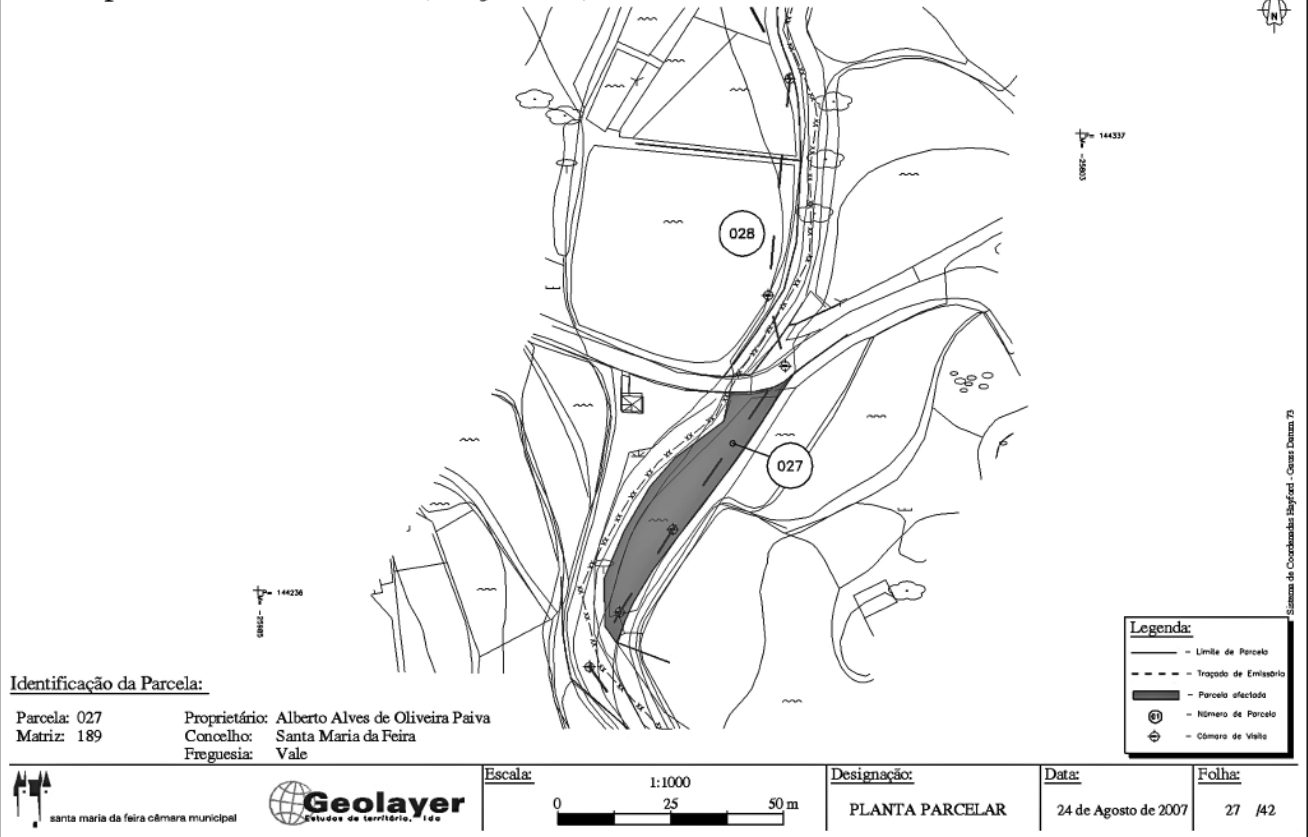 N
P= 144337
-25803
028
027
P= 144236
-25985
Sistema de Coordenadas Hayford - Gauss Datum 73
Legenda:
- Limite de Parcela
- Traçado de Emissário
- Parcela afectada
01 - Número de Parcela
- Câmara de Visita
Identificação da Parcela:
Parcela: 027 Proprietário: Alberto Alves de Oliveira Paiva
Matriz: 189 Concelho: Santa Maria da Feira
Freguesia: Vale
santa maria da feira câmara municipal
Geolayer
Estudos de território, lda
Escala:
1:1000
0 25 50 m
Designação:
PLANTA PARCELAR
Data:
24 de Agosto de 2007
Folha:
27 /42